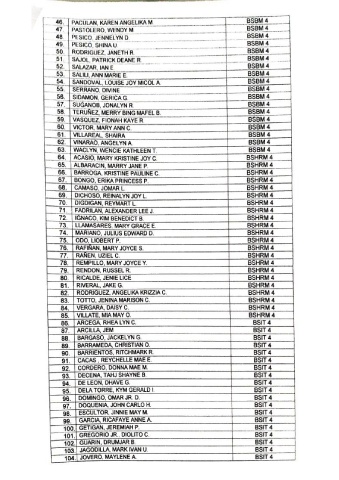 46. PACULAN, KAREN ANGELIKA M. BSBM 4
47. PASTOLERO, WENDY M. BSBM 4
48. PESICO, JENNELYN D. BSBM 4
49. PESICO, SHINA U. BSBM 4
50. RODRIGUEZ, JANETH R. BSBM 4
51. SAJOL, PATRICK DEANE R. BSBM 4
52. SALAZAR, IAN E. BSBM 4
53. SALILI, ANN MARIE E. BSBM 4
54. SANDOVAL, LOUISE JOY MICOL A. BSBM 4
55. SERRANO, DIVINE BSBM 4
56. SIDAMON, GERICA G. BSBM 4
57. SUGANOB, JONALYN R. BSBM 4
58. TERUÑEZ, MERRY BING MAFEL B. BSBM 4
59. VASQUEZ, FIONAH KAYE R. BSBM 4
60. VICTOR, MARY ANN C. BSBM 4
61. VILLAREAL, SHAIRA BSBM 4
62. VINARAO, ANGELYN A. BSBM 4
63. WACLYN, WENCIE KATHLEEN T. BSBM 4
64. ACASIO, MARY KRISTINE JOY C. BSHRM 4
65. ALBARACIN, MARRY JANE P. BSHRM 4
66. BARROGA, KRISTINE PAULINE C. BSHRM 4
67. BONGO, ERIKA PRINCESS P. BSHRM 4
68. CAMASO, JOMAR L. BSHRM 4
69. DICHOSO, REINALYN JOY L. BSHRM 4
70. DIGDIGAN, REYMART L. BSHRM 4
71. FADRILAN, ALEXANDER LEE J. BSHRM 4
72. IGNACO, KIM BENEDICT B. BSHRM 4
73. LLAMASARES, MARY GRACE E. BSHRM 4
74. MARIANO, JULIUS EDWARD D. BSHRM 4
75. ODO, LIOBERT P. BSHRM 4
76. RAFIÑAN, MARY JOYCE S. BSHRM 4
77. RAÑEN, UZIEL C. BSHRM 4
78. REMPILLO, MARY JOYCE Y. BSHRM 4
79. RENDON, RUSSEL R. BSHRM 4
80. RICALDE, JEMIE LICE BSHRM 4
81. RIVERAL, JAKE G. BSHRM 4
82. RODRIGUEZ, ANGELIKA KRIZZIA C. BSHRM 4
83. TOTTO, JENINA MARISON C. BSHRM 4
84. VERGARA, DAISY C. BSHRM 4
85. VILLATE, MIA MAY O. BSHRM 4
86. ARCEGA, RHEA LYN C. BSIT 4
87. ARCILLA, JEM BSIT 4
88. BARGASO, JACKELYN G. BSIT 4
89. BARRAMEDA, CHRISTIAN O. BSIT 4
90. BARRIENTOS, RITCHMARK R. BSIT 4
91. CACAS, REYCHELLE MAE E. BSIT 4
92. CORDERO, DONNA MAE M. BSIT 4
93. DECENA, TARJ SHAYNE B. BSIT 4
94. DE LEON, DHAVE G. BSIT 4
95. DELA TORRE, KYM GERALD I. BSIT 4
96. DOMINGO, OMAR JR. D. BSIT 4
97. DOQUENIA, JOHN CARLO H. BSIT 4
98. ESCULTOR, JINNIE MAY M. BSIT 4
99. GARCIA, RICAFAYE ANNE A. BSIT 4
100. GETIGAN, JEREMIAH P. BSIT 4
101. GREGORIO JR., DIOLITO C. BSIT 4
102. GUARIN, DRUMJAR B. BSIT 4
103. JAGODILLA, MARK IVAN U. BSIT 4
104. JOVERO, MAYLENE A. BSIT 4